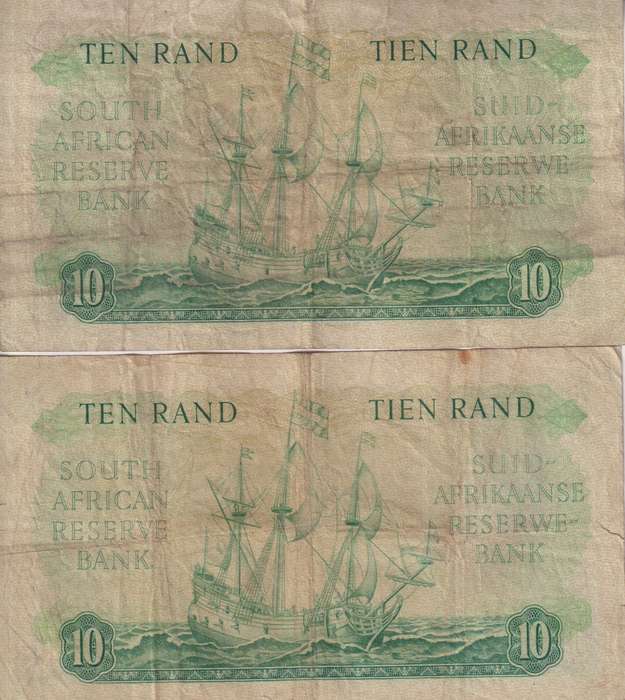 TEN RAND
TIEN RAND
SOUTH
AFRICAN
RESERVE
BANK
SUID-
AFRIKAANSE
RESERWE-
BANK
10
10
TEN RAND
TIEN RAND
SOUTH
AFRICAN
RESERVE
BANK
SUID-
AFRIKAANSE
RESERWE-
BANK
10
10